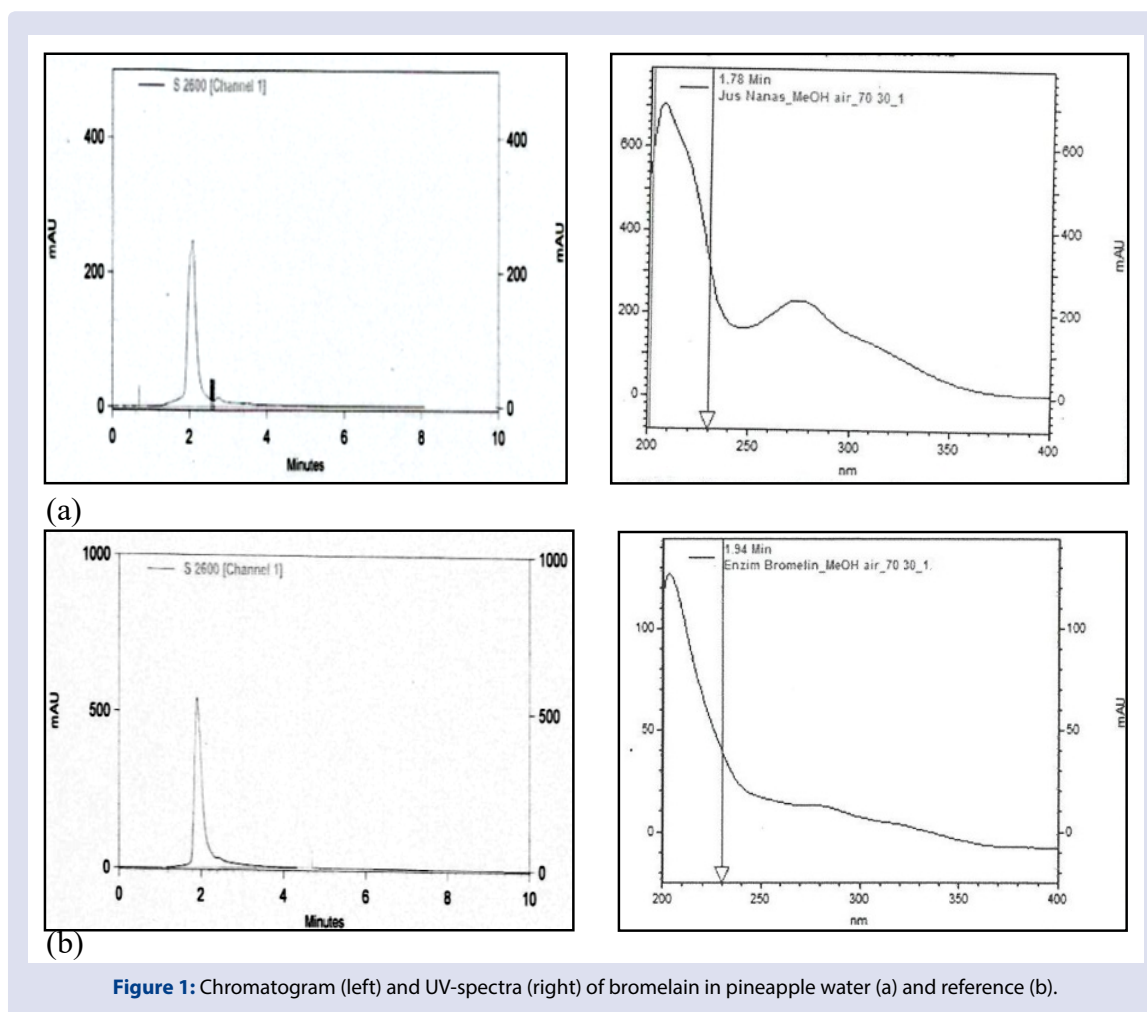 S 2600 [Channel 1]
400
200
0
mAU
400
200
0
mAU
0
2
4
6
8
10
Minutes
1.78 Min
Jus Nanas_MeOH air_70 30_1
600
400
200
0
600
400
200
0
mAU
200
250
300
350
400
nm
(a)
S 2600 [Channel 1]
1000
500
0
mAU
1000
500
0
0
2
4
6
8
10
Minutes
1.94 Min
Enzim Bromelin_MeOH air_70 30_1.
100
50
0
100
50
0
mAU
200
250
300
350
400
nm
(b)
Figure 1: Chromatogram (left) and UV-spectra (right) of bromelain in pineapple water (a) and reference (b).